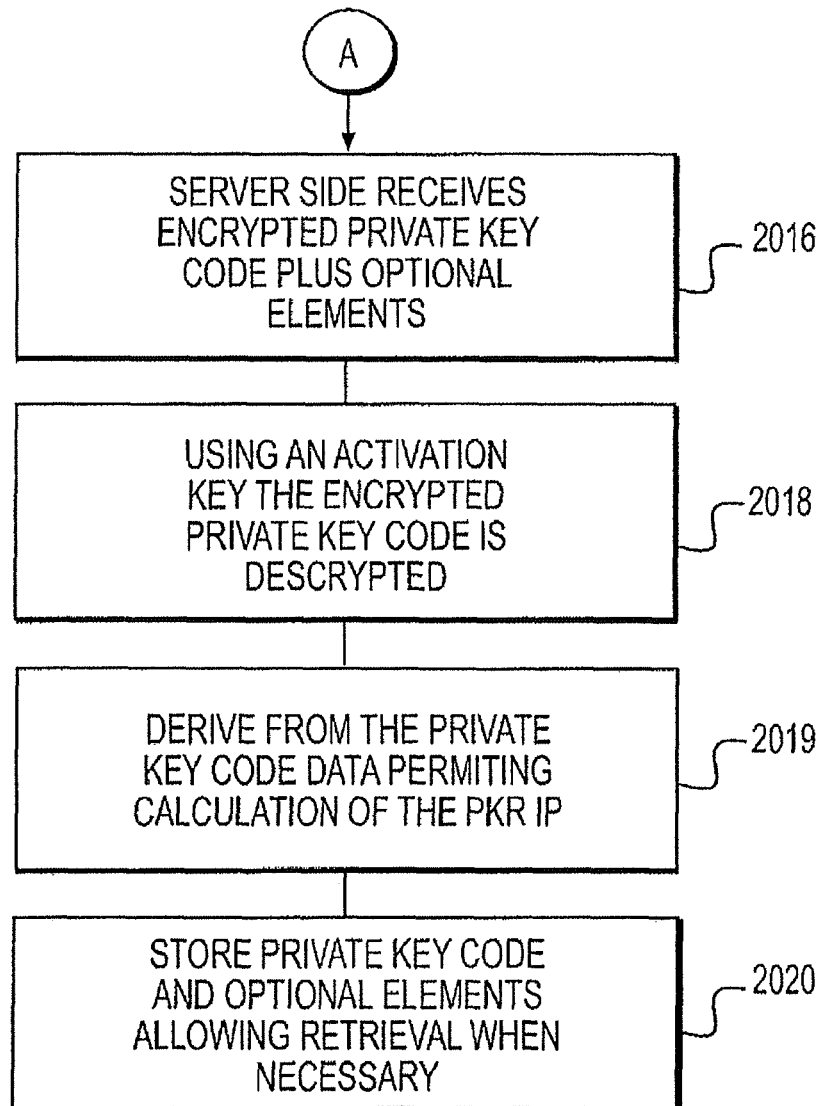 A
SERVER SIDE RECEIVES
ENCRYPTED PRIVATE KEY
CODE PLUS OPTIONAL
ELEMENTS
2016
USING AN ACTIVATION
KEY THE ENCRYPTED
PRIVATE KEY CODE IS
DESCRYPTED
2018
DERIVE FROM THE PRIVATE
KEY CODE DATA PERMITING
CALCULATION OF THE PKR IP
2019
STORE PRIVATE KEY CODE
AND OPTIONAL ELEMENTS
ALLOWING RETRIEVAL WHEN
NECESSARY
2020